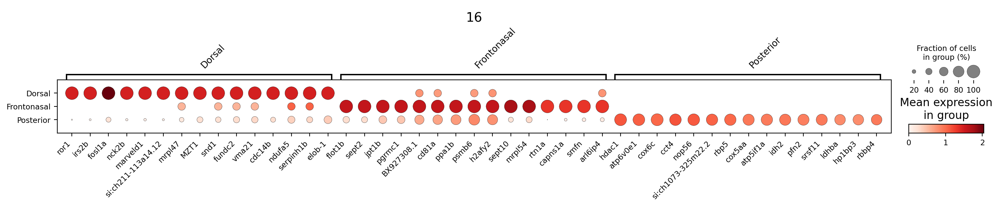 16
Dorsal
Frontonasal
Posterior
Dorsal
Frontonasal
Posterior
ror1
irs2b
fosl1a
nck2b
marveld1
si:ch211-113a14.12
mrpl47
MZT1
snd1
fundc2
vma21
cdc14b
ndufa5
serpinh1b
elob-1
flot1b
sept2
jpt1b
pgrmc1
BX927308.1
cd81a
ppa1b
psmb6
h2afy2
sept10
mrpl54
rtn1a
capns1a
smfn
arl6ip4
hdac1
atp6v0e1
cox6c
cct4
nop56
si:ch1073-325m22.2
rbp5
cox5aa
atp5if1a
idh2
pfn2
srsf11
ldhba
hp1bp3
rbbp4
Fraction of cells
in group (%)
20 40 60 80 100
Mean expression
in group
0 1 2